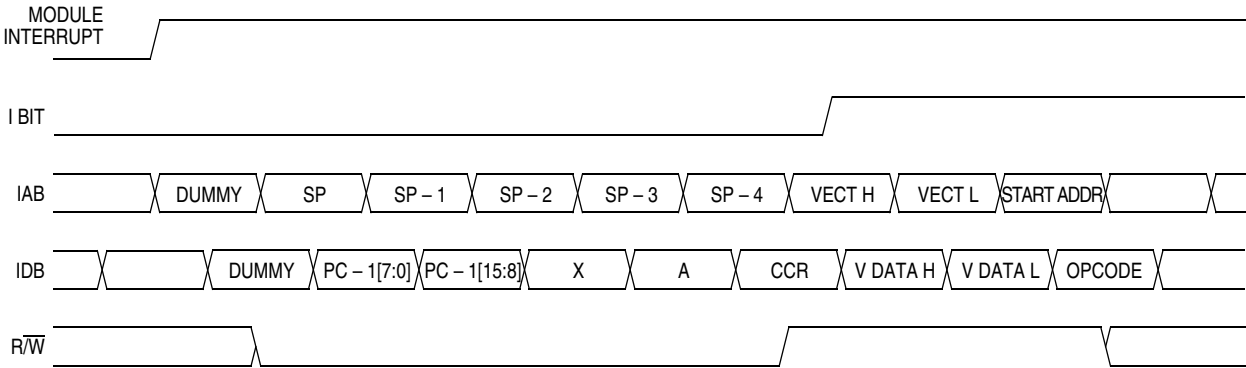 MODULE
INTERRUPT
I BIT
IAB DUMMY SP SP – 1 SP – 2 SP – 3 SP – 4 VECT H VECT L START ADDR
IDB DUMMY PC – 1[7:0] PC – 1[15:8] X A CCR V DATA H V DATA L OPCODE
R/W̅